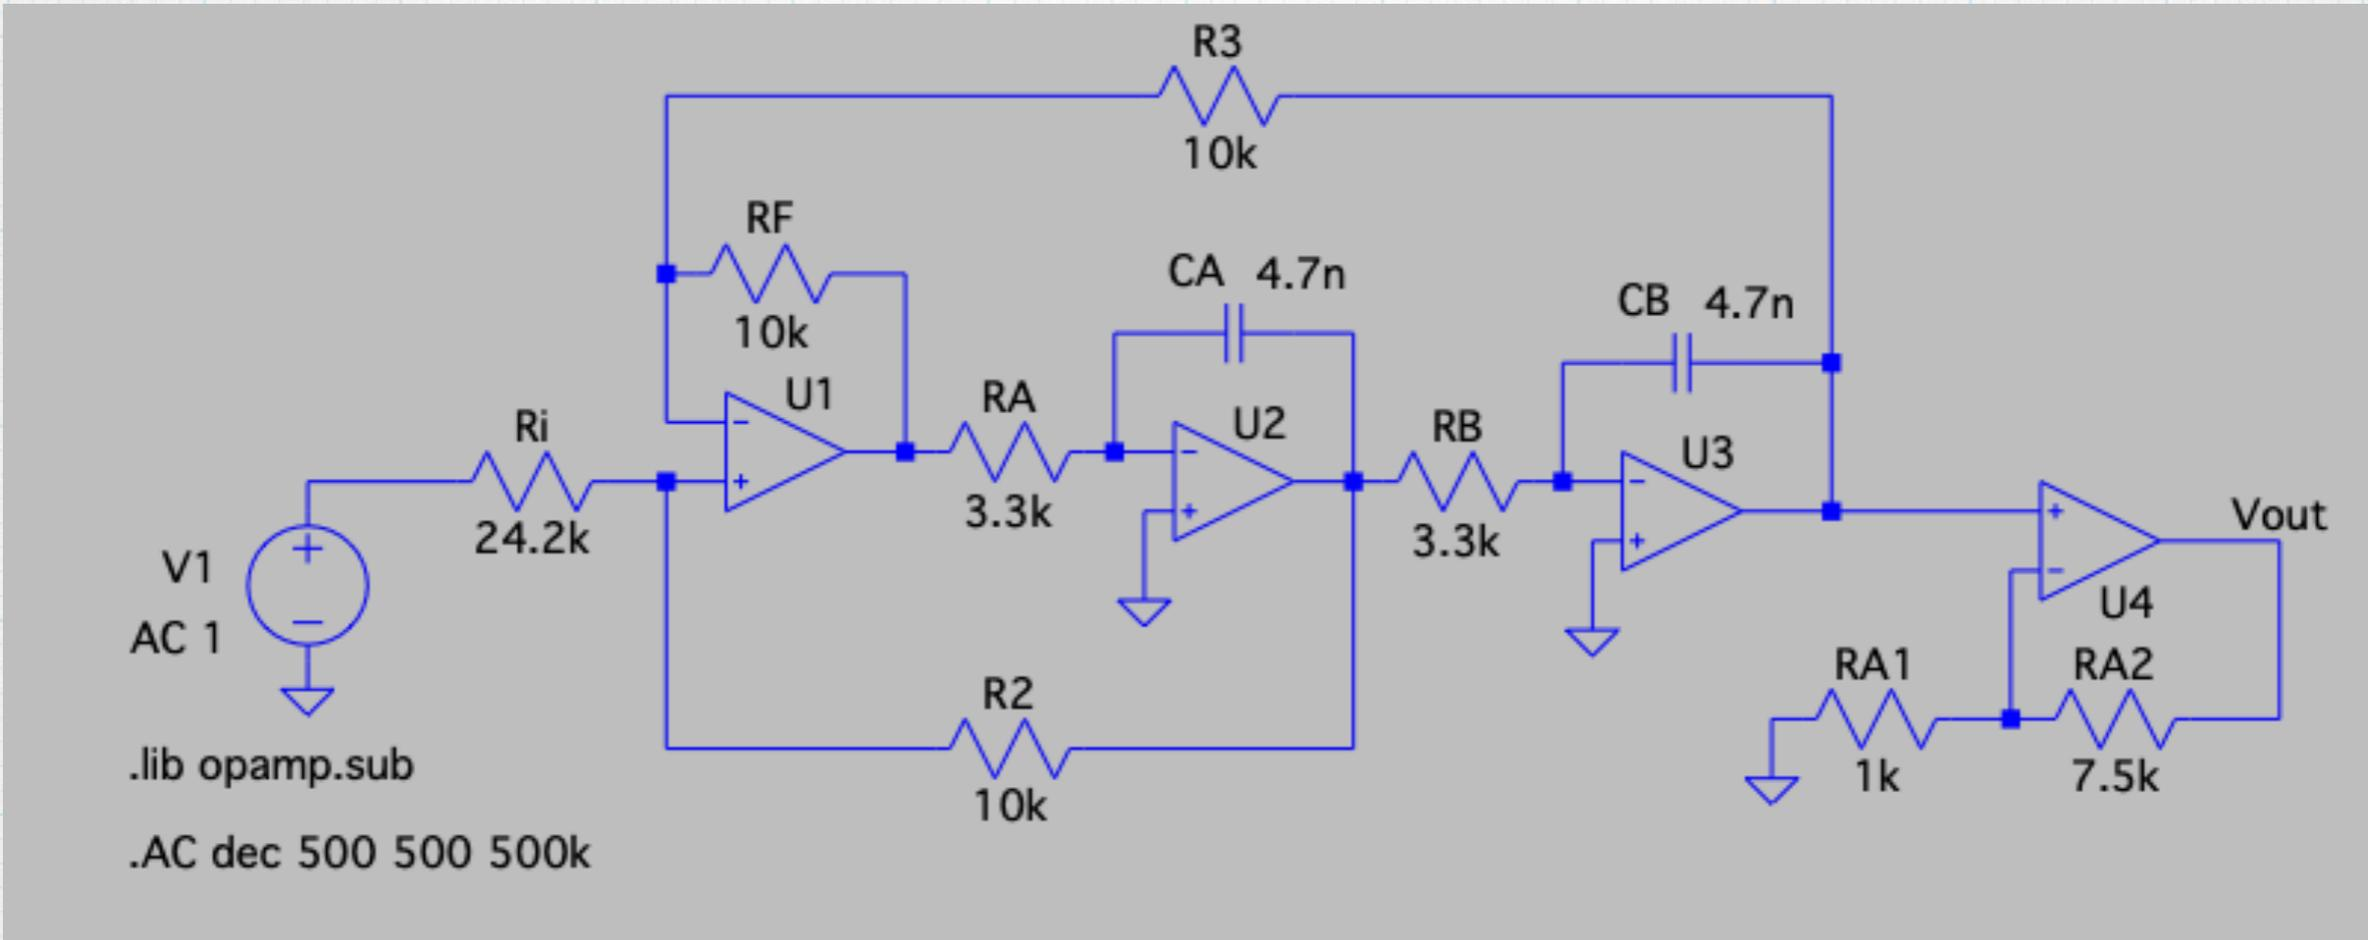 R3
10k
RF
10k
CA 4.7n
CB 4.7n
U1
Ri
24.2k
RA
3.3k
U2
RB
3.3k
U3
V1
AC 1
Vout
U4
R2
10k
RA1
1k
RA2
7.5k
.lib opamp.sub
.AC dec 500 500 500k